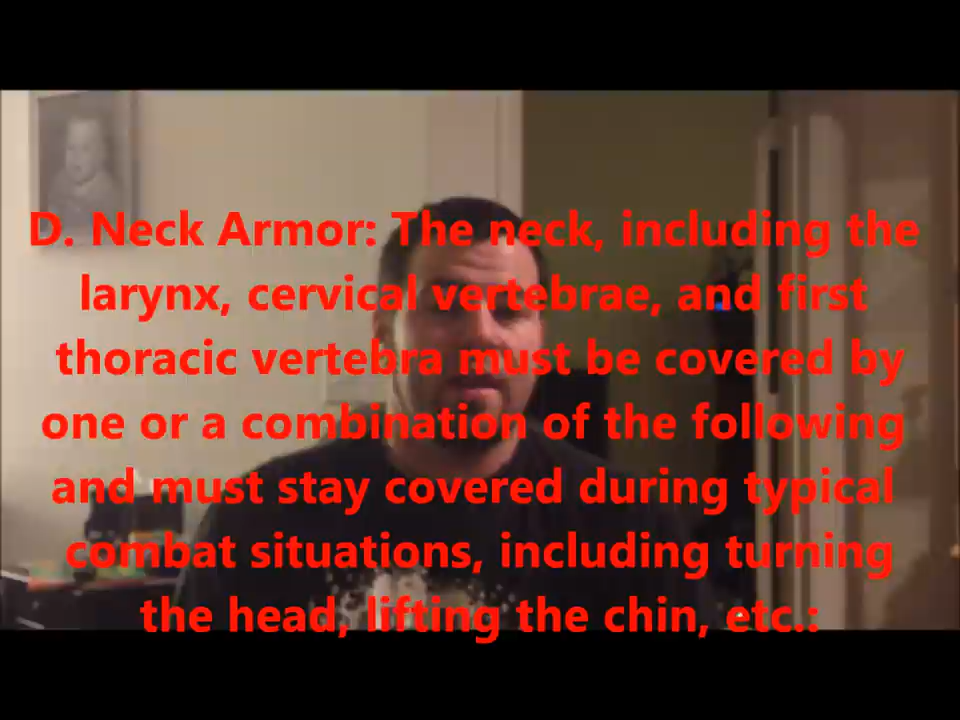 D. Neck Armor: The neck, including the
larynx, cervical vertebrae, and first
thoracic vertebra must be covered by
one or a combination of the following
and must stay covered during typical
combat situations, including turning
the head, lifting the chin, etc.: